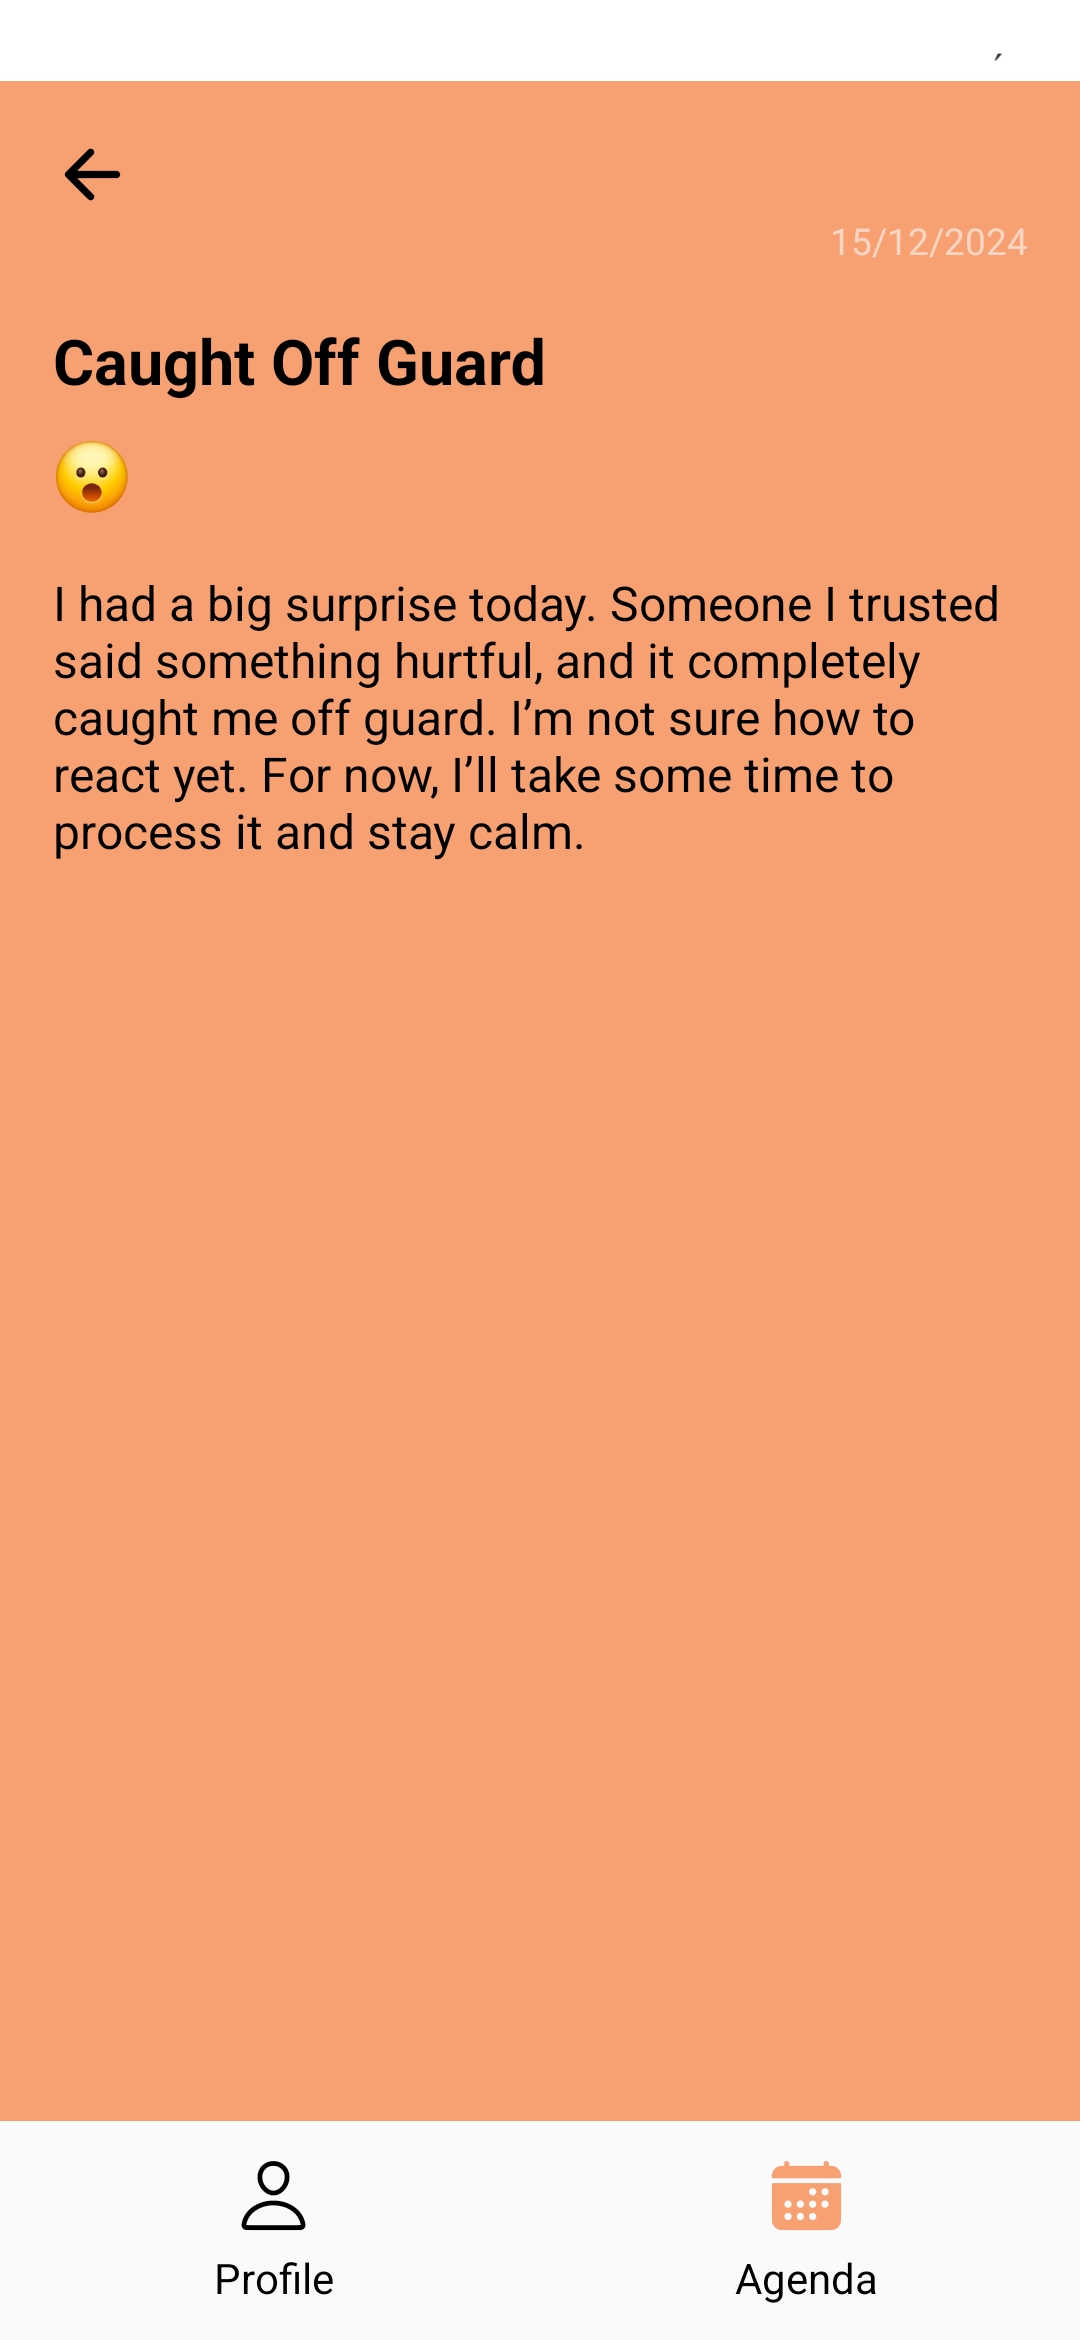 15/12/2024
Caught Off Guard
I had a big surprise today. Someone I trusted
said something hurtful, and it completely
caught me off guard. I’m not sure how to
react yet. For now, I’ll take some time to
process it and stay calm.
Profile
Agenda